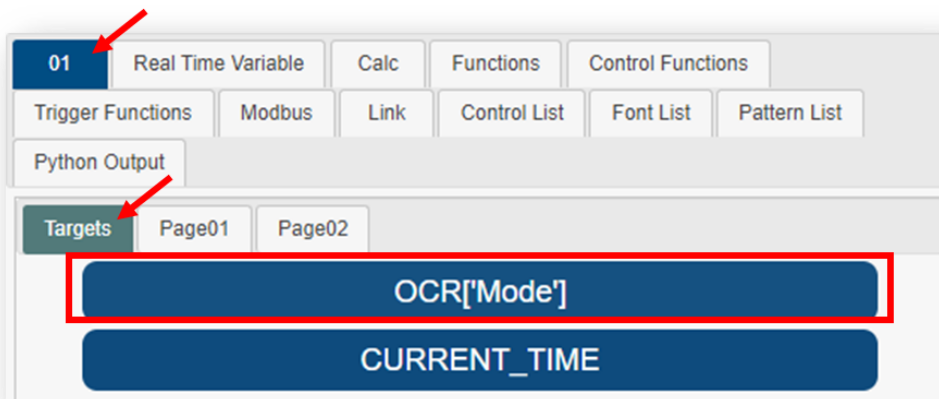 01 Real Time Variable Calc Functions Control Functions
Trigger Functions Modbus Link Control List Font List Pattern List
Python Output
Targets Page01 Page02
OCR['Mode']
CURRENT_TIME